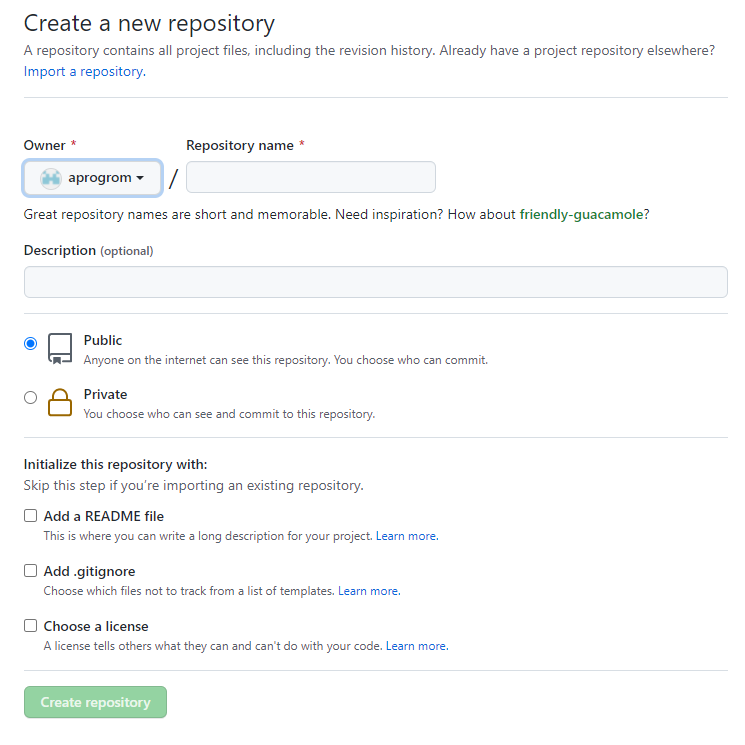 Create a new repository
A repository contains all project files, including the revision history. Already have a project repository elsewhere?
Import a repository.
Owner * Repository name *
aprogrom /
Great repository names are short and memorable. Need inspiration? How about friendly-guacamole?
Description (optional)
Public
Anyone on the internet can see this repository. You choose who can commit.
Private
You choose who can see and commit to this repository.
Initialize this repository with:
Skip this step if you're importing an existing repository.
Add a README file
This is where you can write a long description for your project. Learn more.
Add .gitignore
Choose which files not to track from a list of templates. Learn more.
Choose a license
A license tells others what they can and can't do with your code. Learn more.
Create repository